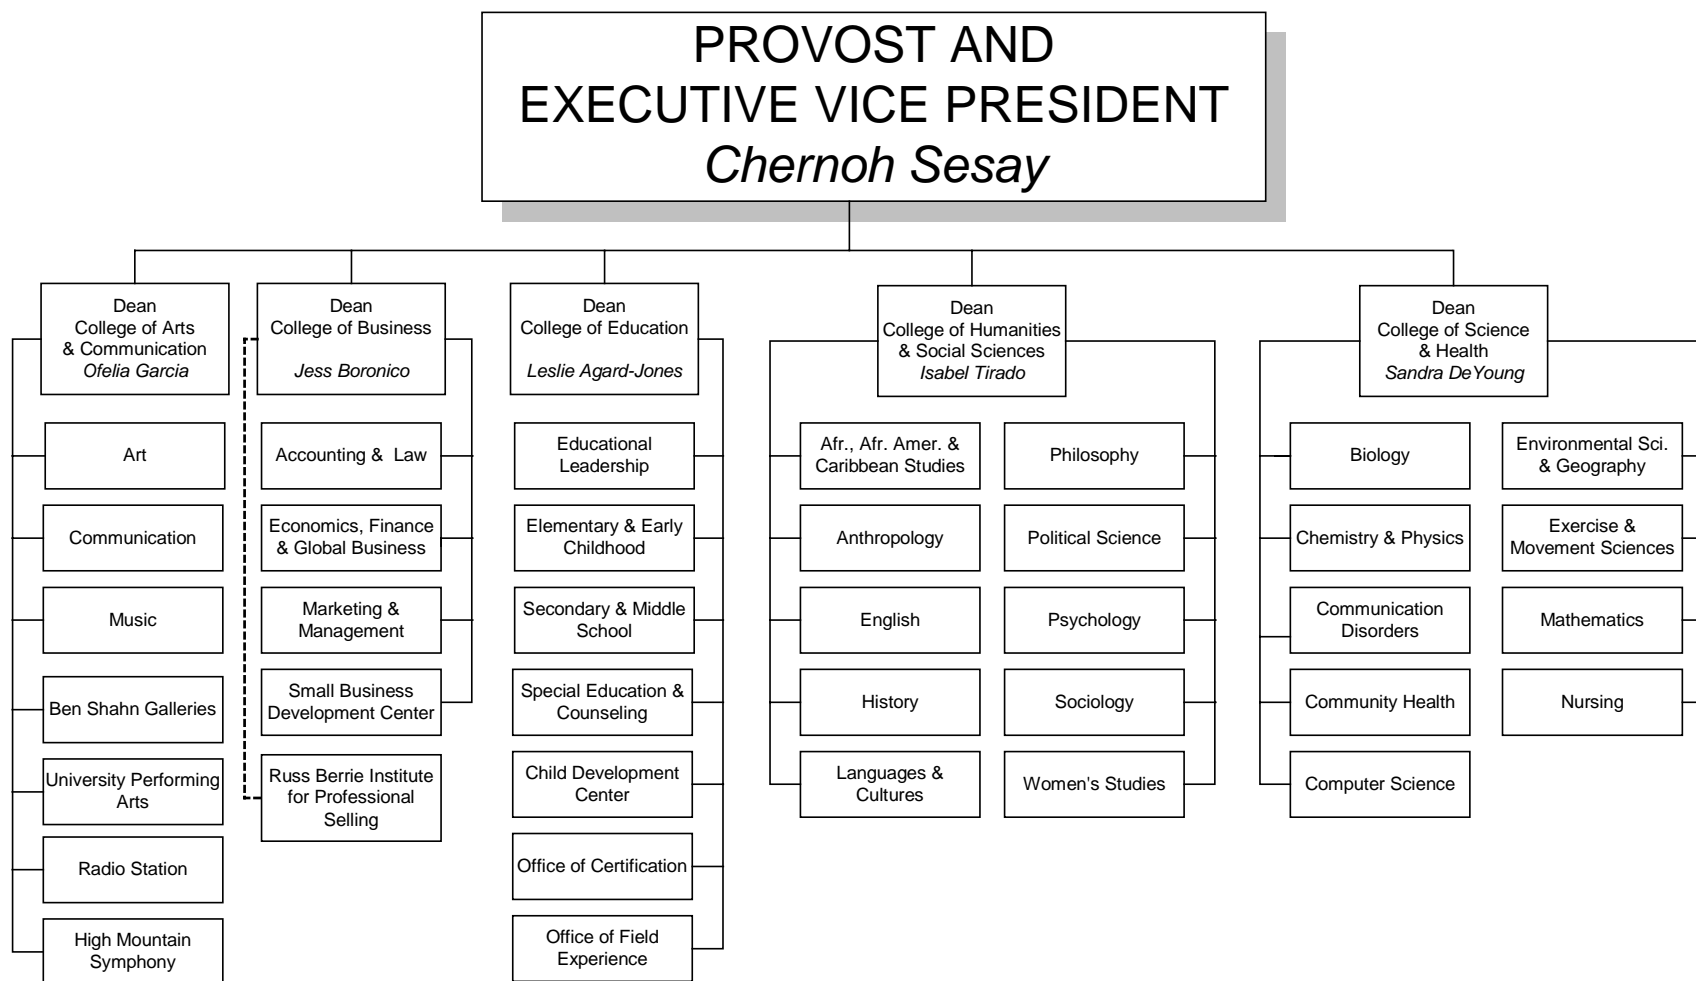 PROVOST AND
EXECUTIVE VICE PRESIDENT
Chernoh Sesay
Dean
College of Arts
& Communication
Ofelia Garcia
Art
Communication
Music
Ben Shahn Galleries
University Performing
Arts
Radio Station
High Mountain
Symphony
Dean
College of Business
Jess Boronico
Accounting & Law
Economics, Finance
& Global Business
Marketing &
Management
Small Business
Development Center
Russ Berrie Institute
for Professional
Selling
Dean
College of Education
Leslie Agard-Jones
Educational
Leadership
Elementary & Early
Childhood
Secondary & Middle
School
Special Education &
Counseling
Child Development
Center
Office of Certification
Office of Field
Experience
Dean
College of Humanities
& Social Sciences
Isabel Tirado
Afr., Afr. Amer. &
Caribbean Studies
Anthropology
English
History
Languages &
Cultures
Philosophy
Political Science
Psychology
Sociology
Women's Studies
Dean
College of Science
& Health
Sandra DeYoung
Biology
Chemistry & Physics
Communication
Disorders
Community Health
Computer Science
Environmental Sci.
& Geography
Exercise &
Movement Sciences
Mathematics
Nursing